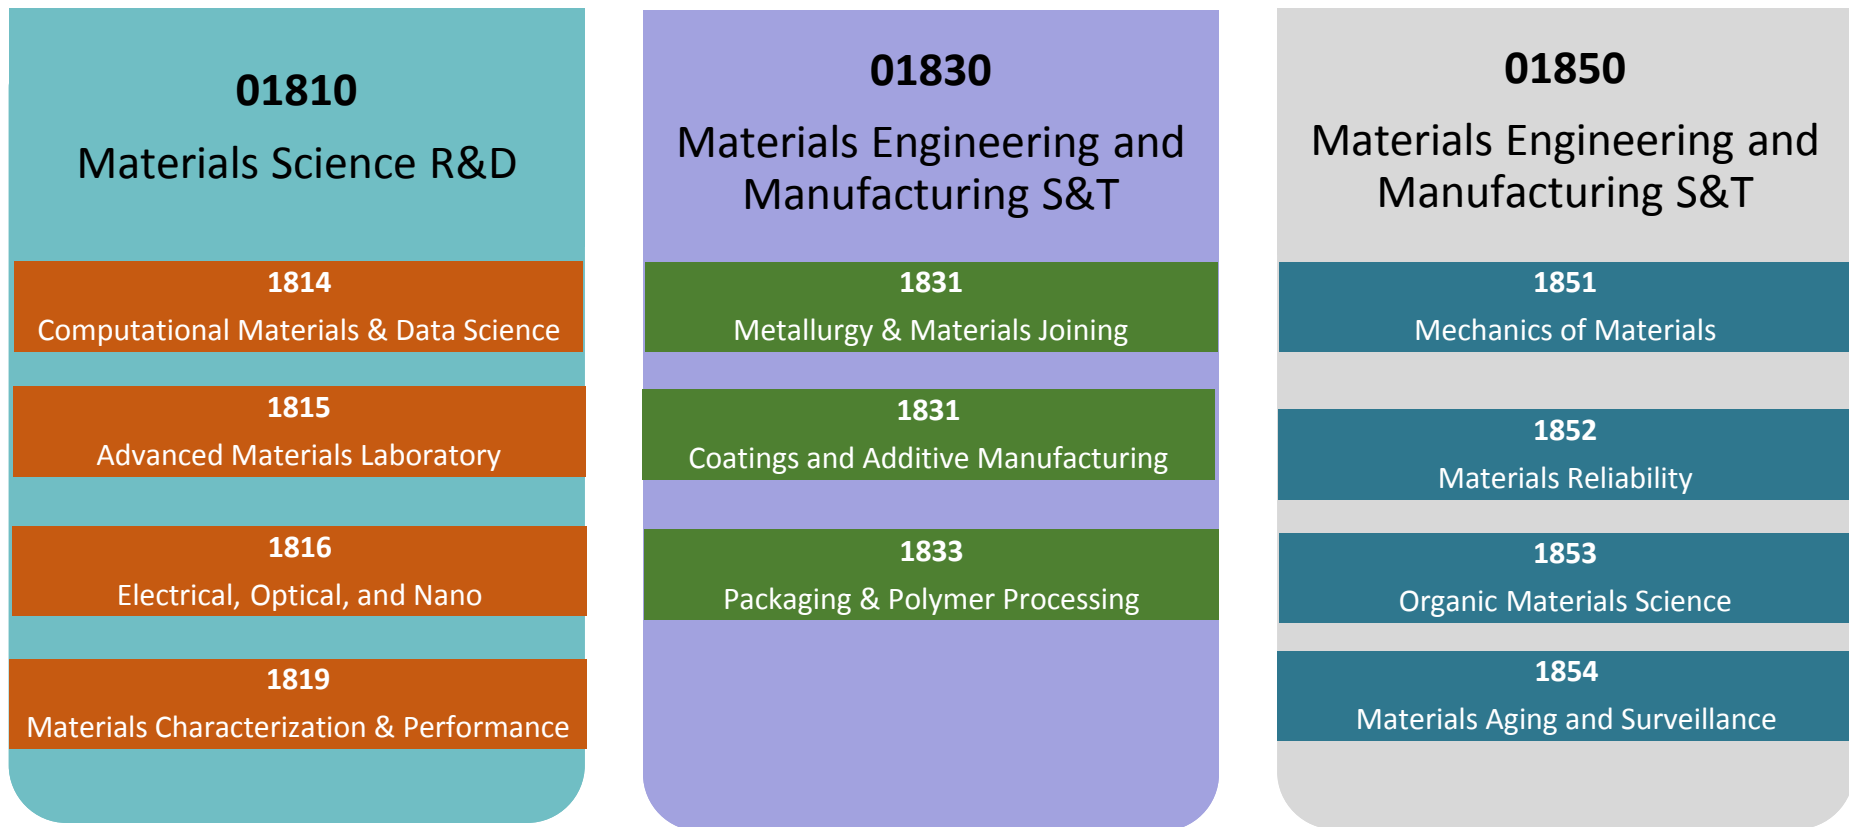 01810
Materials Science R&D
1814
Computational Materials & Data Science
1815
Advanced Materials Laboratory
1816
Electrical, Optical, and Nano
1819
Materials Characterization & Performance
01830
Materials Engineering and
Manufacturing S&T
1831
Metallurgy & Materials Joining
1831
Coatings and Additive Manufacturing
1833
Packaging & Polymer Processing
01850
Materials Engineering and
Manufacturing S&T
1851
Mechanics of Materials
1852
Materials Reliability
1853
Organic Materials Science
1854
Materials Aging and Surveillance